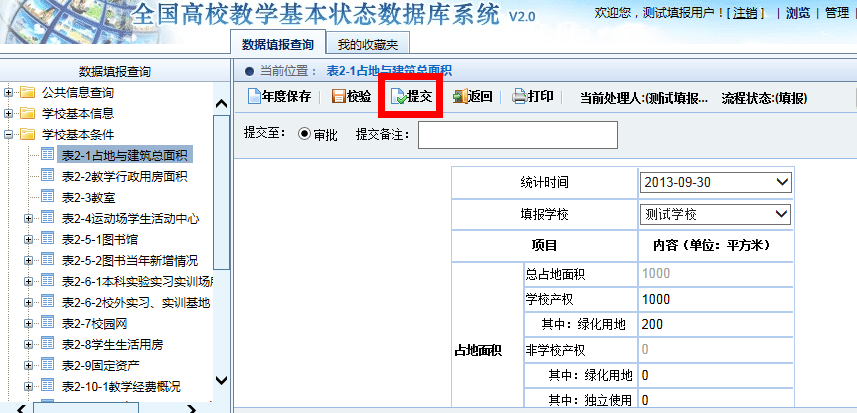 全国高校教学基本状态数据库系统 V2.0
欢迎您，测试填报用户！[ 注销 ] | 浏览 | 管理
数据填报查询 我的收藏夹
数据填报查询
公共信息查询
学校基本信息
学校基本条件
表2-1占地与建筑总面积
表2-2教学行政用房面积
表2-3教室
表2-4运动场学生活动中心
表2-5-1图书馆
表2-5-2图书当年新增情况
表2-6-1本科实验实习实训场所
表2-6-2校外实习、实训基地
表2-7校园网
表2-8学生生活用房
表2-9固定资产
表2-10-1教学经费概况
当前位置： 表2-1占地与建筑总面积
年度保存 校验 提交 返回 打印 当前处理人:(测试填报... 流程状态:(填报)
提交至： 审批 提交备注：
统计时间 2013-09-30
填报学校 测试学校
项目 内容（单位：平方米）
占地面积
总占地面积 1000
学校产权 1000
其中：绿化用地 200
非学校产权 0
其中：绿化用地 0
其中：独立使用 0